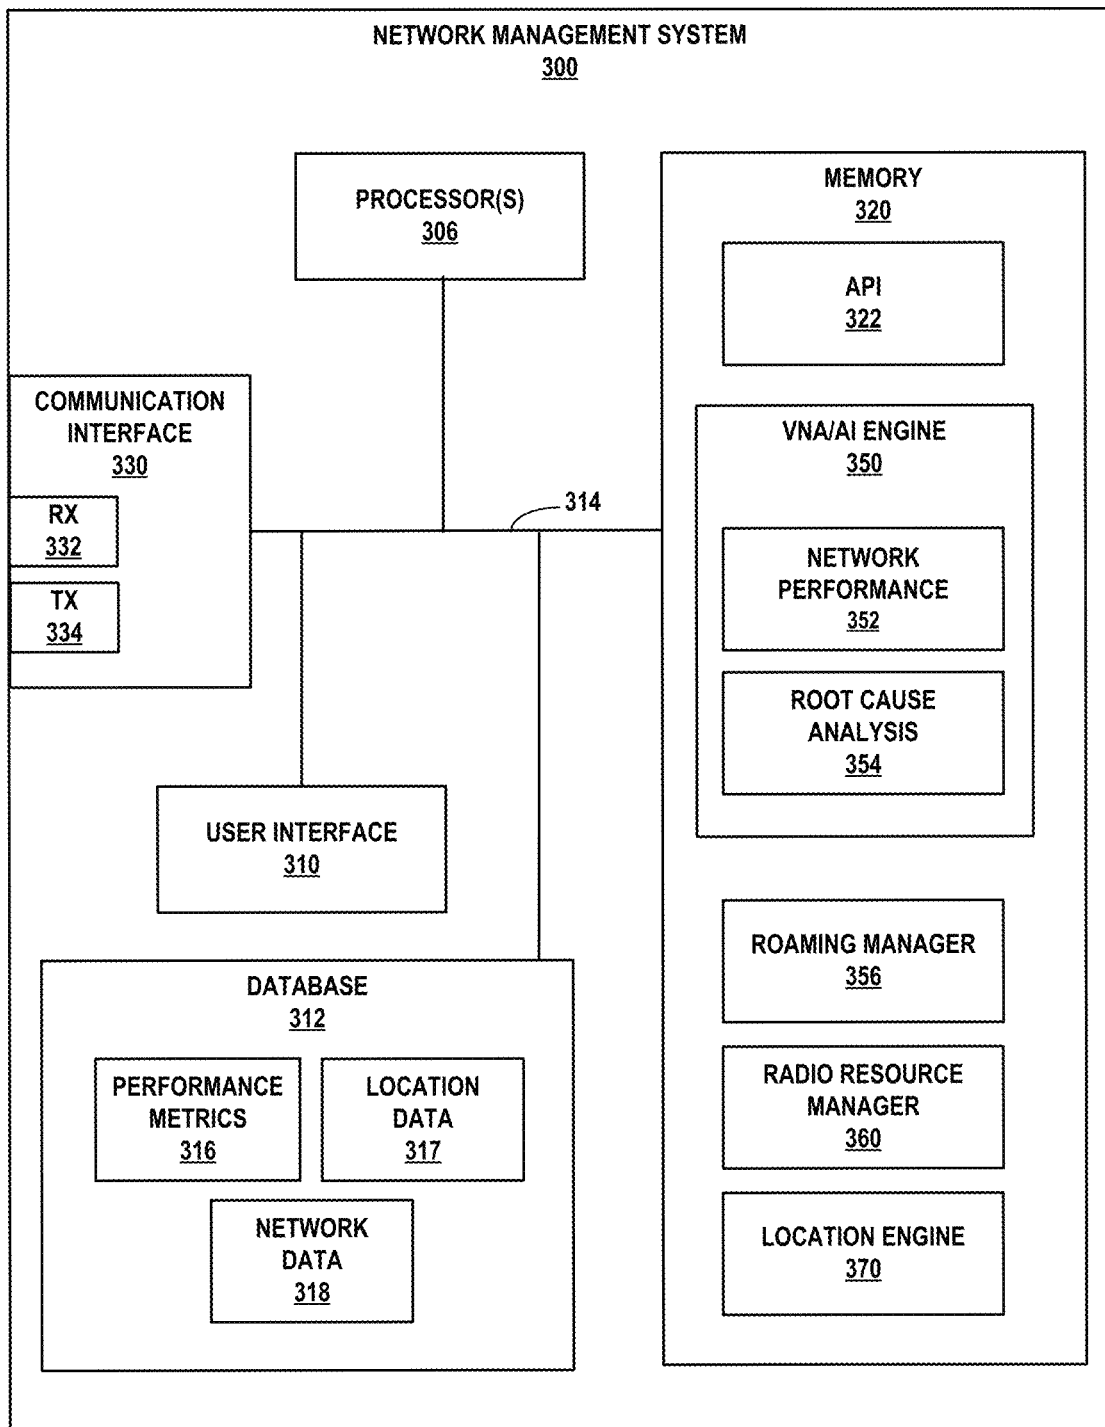 NETWORK MANAGEMENT SYSTEM
300
PROCESSOR(S)
306
MEMORY
320
API
322
COMMUNICATION
INTERFACE
330
RX
332
TX
334
314
VNA/AI ENGINE
350
NETWORK
PERFORMANCE
352
ROOT CAUSE
ANALYSIS
354
USER INTERFACE
310
ROAMING MANAGER
356
DATABASE
312
PERFORMANCE
METRICS
316
LOCATION
DATA
317
NETWORK
DATA
318
RADIO RESOURCE
MANAGER
360
LOCATION ENGINE
370